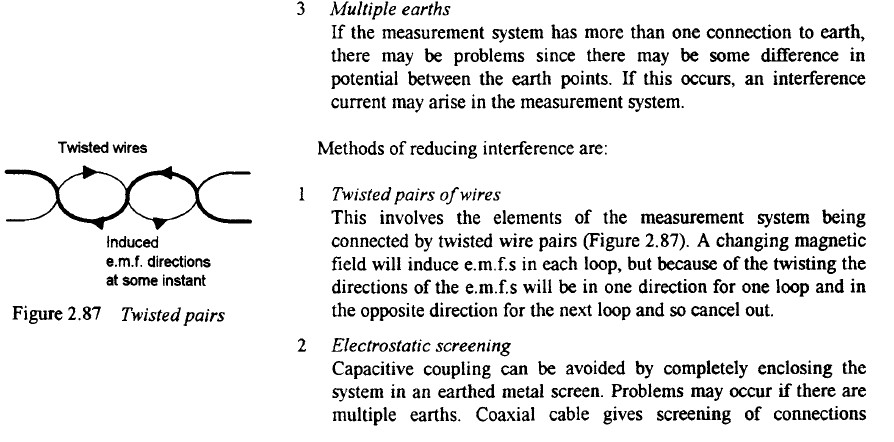 3 Multiple earths
If the measurement system has more than one connection to earth,
there may be problems since there may be some difference in
potential between the earth points. If this occurs, an interference
current may arise in the measurement system.
Methods of reducing interference are:
1 Twisted pairs of wires
This involves the elements of the measurement system being
connected by twisted wire pairs (Figure 2.87). A changing magnetic
field will induce e.m.f.s in each loop, but because of the twisting the
directions of the e.m.f.s will be in one direction for one loop and in
the opposite direction for the next loop and so cancel out.
2 Electrostatic screening
Capacitive coupling can be avoided by completely enclosing the
system in an earthed metal screen. Problems may occur if there are
multiple earths. Coaxial cable gives screening of connections
Twisted wires
Induced
e.m.f. directions
at some instant
Figure 2.87 Twisted pairs